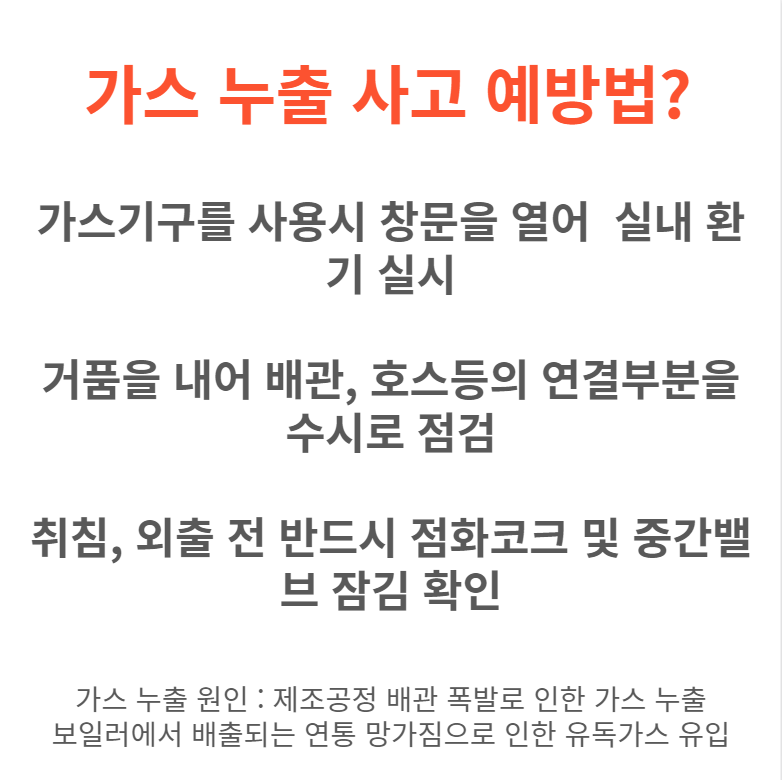 가스 누출 사고 예방법?
가스기구를 사용시 창문을 열어  실내 환
기 실시
거품을 내어 배관, 호스등의 연결부분을
수시로 점검
취침, 외출 전 반드시 점화코크 및 중간밸
브 잠김 확인
가스 누출 원인 : 제조공정 배관 폭발로 인한 가스 누출
보일러에서 배출되는 연통 망가짐으로 인한 유독가스 유입